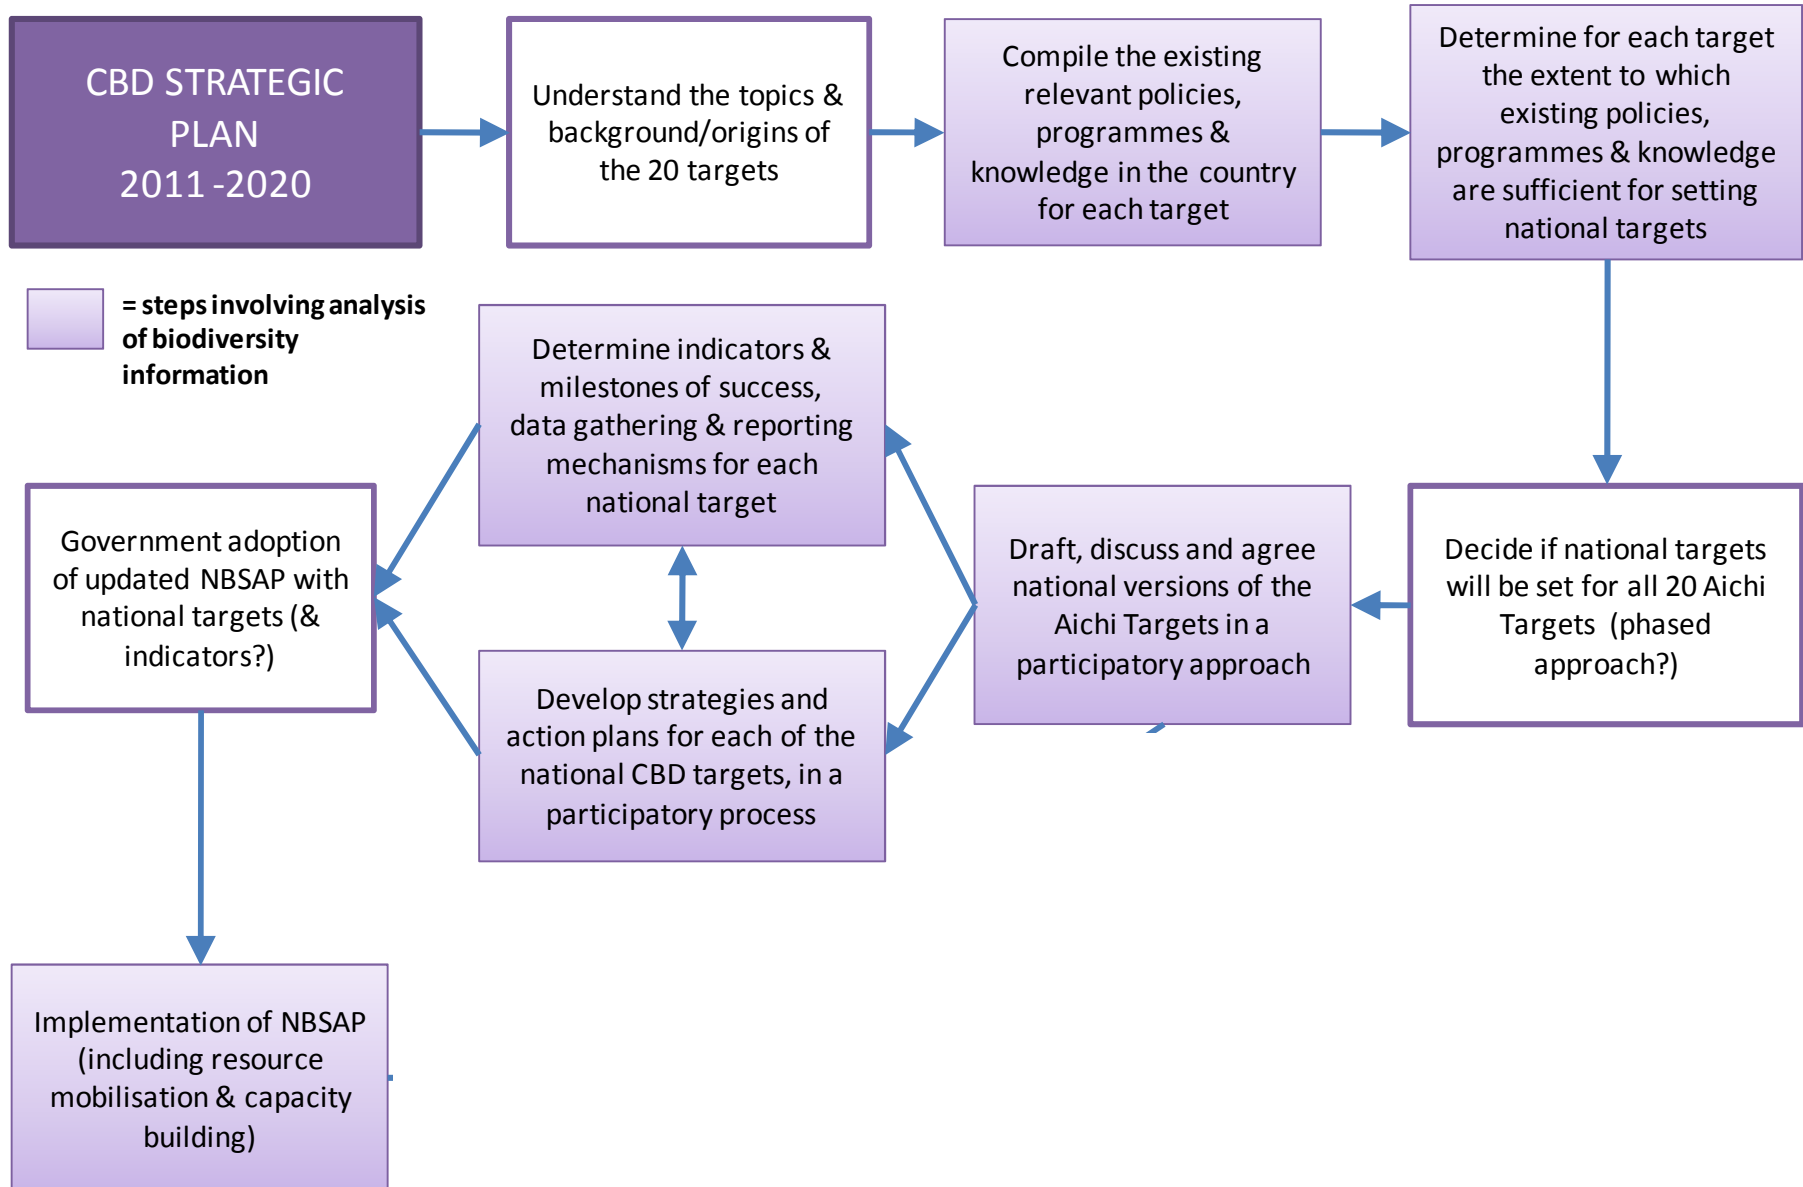 CBD STRATEGIC
PLAN
2011-2020
Understand the topics &
background/origins of
the 20 targets
Compile the existing
relevant policies,
programmes &
knowledge in the country
for each target
Determine for each target
the extent to which
existing policies,
programmes & knowledge
are sufficient for setting
national targets
= steps involving analysis
of biodiversity
information
Decide if national targets
will be set for all 20 Aichi
Targets (phased
approach?)
Draft, discuss and agree
national versions of the
Aichi Targets in a
participatory approach
Determine indicators &
milestones of success,
data gathering & reporting
mechanisms for each
national target
Develop strategies and
action plans for each of the
national CBD targets, in a
participatory process
Government adoption
of updated NBSAP with
national targets (&
indicators?)
Implementation of NBSAP
(including resource
mobilisation & capacity
building)